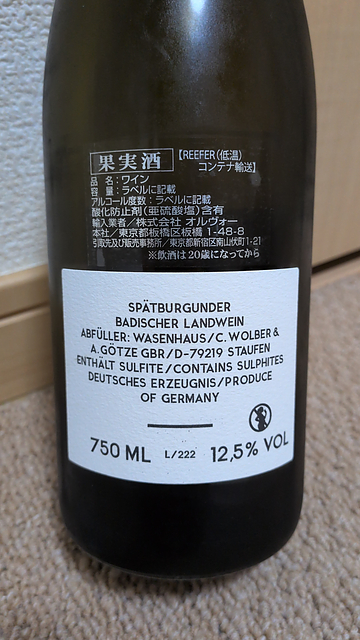 果実酒
【REEFER(低温)
コンテナ輸送】
品名：ワイン
容量：ラベルに記載
アルコール度数：ラベルに記載
酸化防止剤(亜硫酸塩)含有
輸入業者／株式会社 オルヴォー
本社／東京都板橋区板橋 1-48-8
引取先及び販売事務所／東京都新宿区南山伏町1-21
※飲酒は20歳になってから
SPÄTBURGUNDER
BADISCHER LANDWEIN
ABFÜLLER: WASENHAUS/C. WOLBER &
A.GÖTZE GBR/D-79219 STAUFEN
ENTHÄLT SULFITE/CONTAINS SULPHITES
DEUTSCHES ERZEUGNIS/PRODUCE
OF GERMANY
750 ML L/222 12,5% VOL